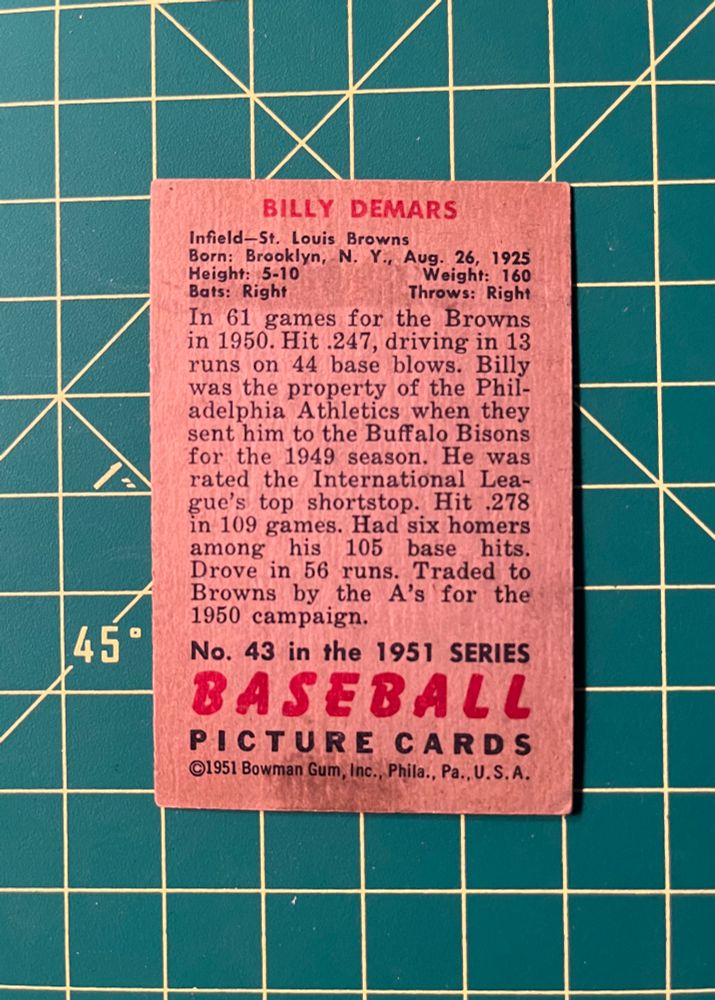 BILLY DEMARS
Infield—St. Louis Browns
Born: Brooklyn, N. Y., Aug. 26, 1925
Height: 5-10 Weight: 160
Bats: Right Throws: Right
In 61 games for the Browns
in 1950. Hit .247, driving in 13
runs on 44 base blows. Billy
was the property of the Phil-
adelphia Athletics when they
sent him to the Buffalo Bisons
for the 1949 season. He was
rated the International Lea-
gue's top shortstop. Hit .278
in 109 games. Had six homers
among his 105 base hits.
Drove in 56 runs. Traded to
Browns by the A's for the
1950 campaign.
No. 43 in the 1951 SERIES
BASEBALL
PICTURE CARDS
©1951 Bowman Gum, Inc., Phila., Pa., U.S.A.
45°